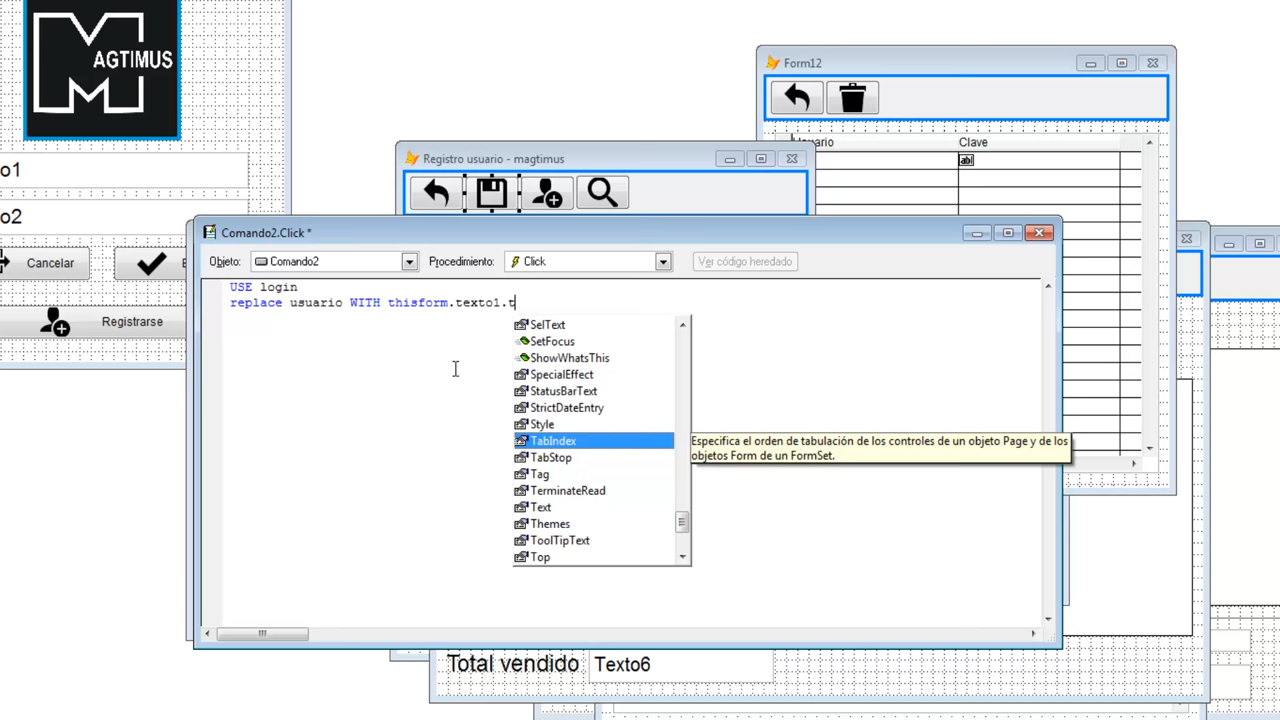 AGTIMUS
o1
o2
Cancelar
Registrarse
Form12
Usuario Clave
abl
Registro usuario - magtimus
Comando2.Click *
Objeto: Comando2 Procedimiento: Click Ver código heredado
USE login
replace usuario WITH thisform.texto1.t
SelText
SetFocus
ShowWhatsThis
SpecialEffect
StatusBarText
StrictDateEntry
Style
TabIndex
TabStop
Tag
TerminateRead
Text
Themes
ToolTipText
Top
Especifica el orden de tabulación de los controles de un objeto Page y de los
objetos Form de un FormSet.
Total vendido Texto6